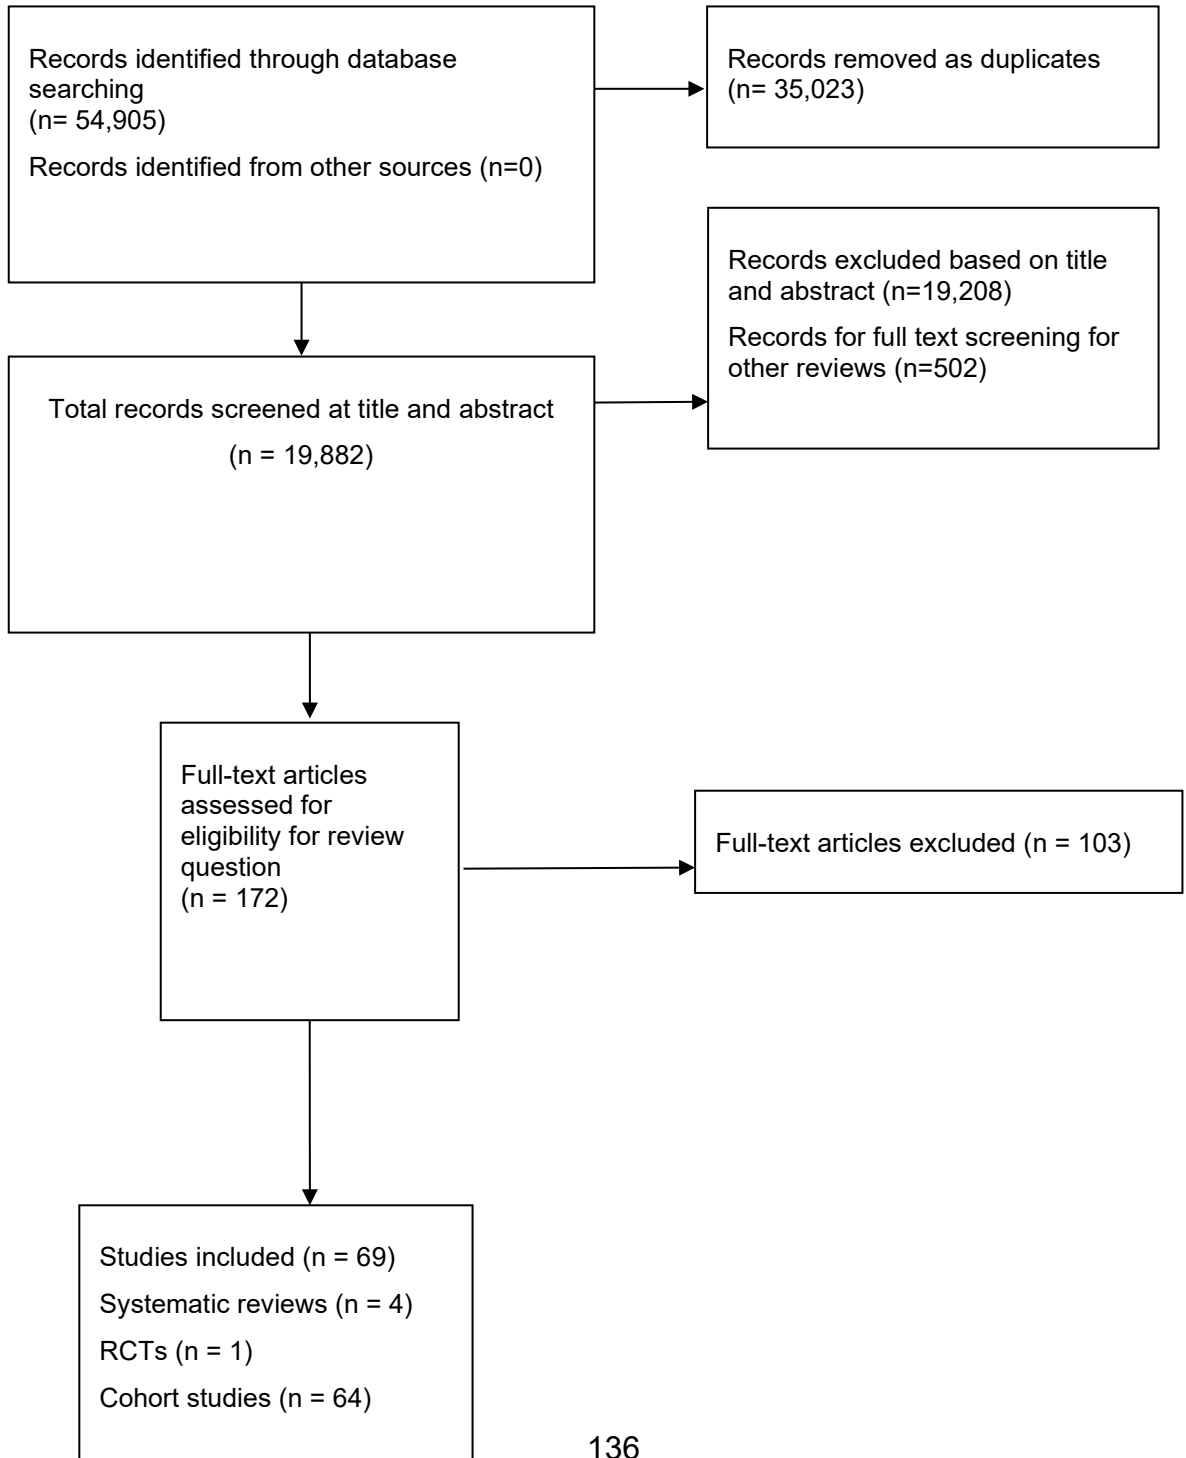 Records identified through database
searching
(n= 54,905)
Records identified from other sources (n=0)
Records removed as duplicates
(n= 35,023)
Records excluded based on title
and abstract (n=19,208)
Records for full text screening for
other reviews (n=502)
Total records screened at title and abstract
(n = 19,882)
Full-text articles
assessed for
eligibility for review
question
(n = 172)
Full-text articles excluded (n = 103)
Studies included (n = 69)
Systematic reviews (n = 4)
RCTs (n = 1)
Cohort studies (n = 64)
136